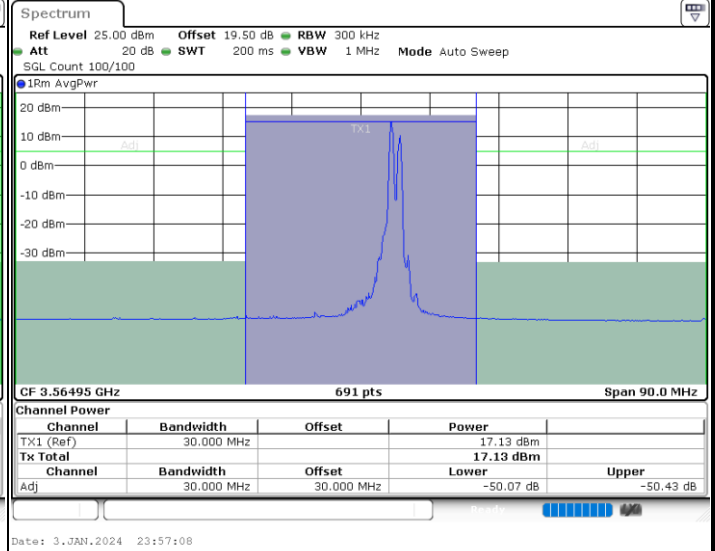 Spectrum
Ref Level 25.00 dBm Offset 19.50 dB RBW 300 kHz
Att 20 dB SWT 200 ms VBW 1 MHz Mode Auto Sweep
SGL Count 100/100
1Rm AvgPwr
20 dBm
TX1
10 dBm
Adj Adj
0 dBm
-10 dBm
-20 dBm
-30 dBm
CF 3.56495 GHz 691 pts Span 90.0 MHz
Channel Power
Channel Bandwidth Offset Power
TX1 (Ref) 30.000 MHz 17.13 dBm
Tx Total 17.13 dBm
Channel Bandwidth Offset Lower Upper
Adj 30.000 MHz 30.000 MHz -50.07 dB -50.43 dB
Ready
Date: 3.JAN.2024 23:57:08